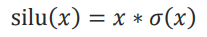 silu(𝑥) = 𝑥 ∗ 𝜎(𝑥)